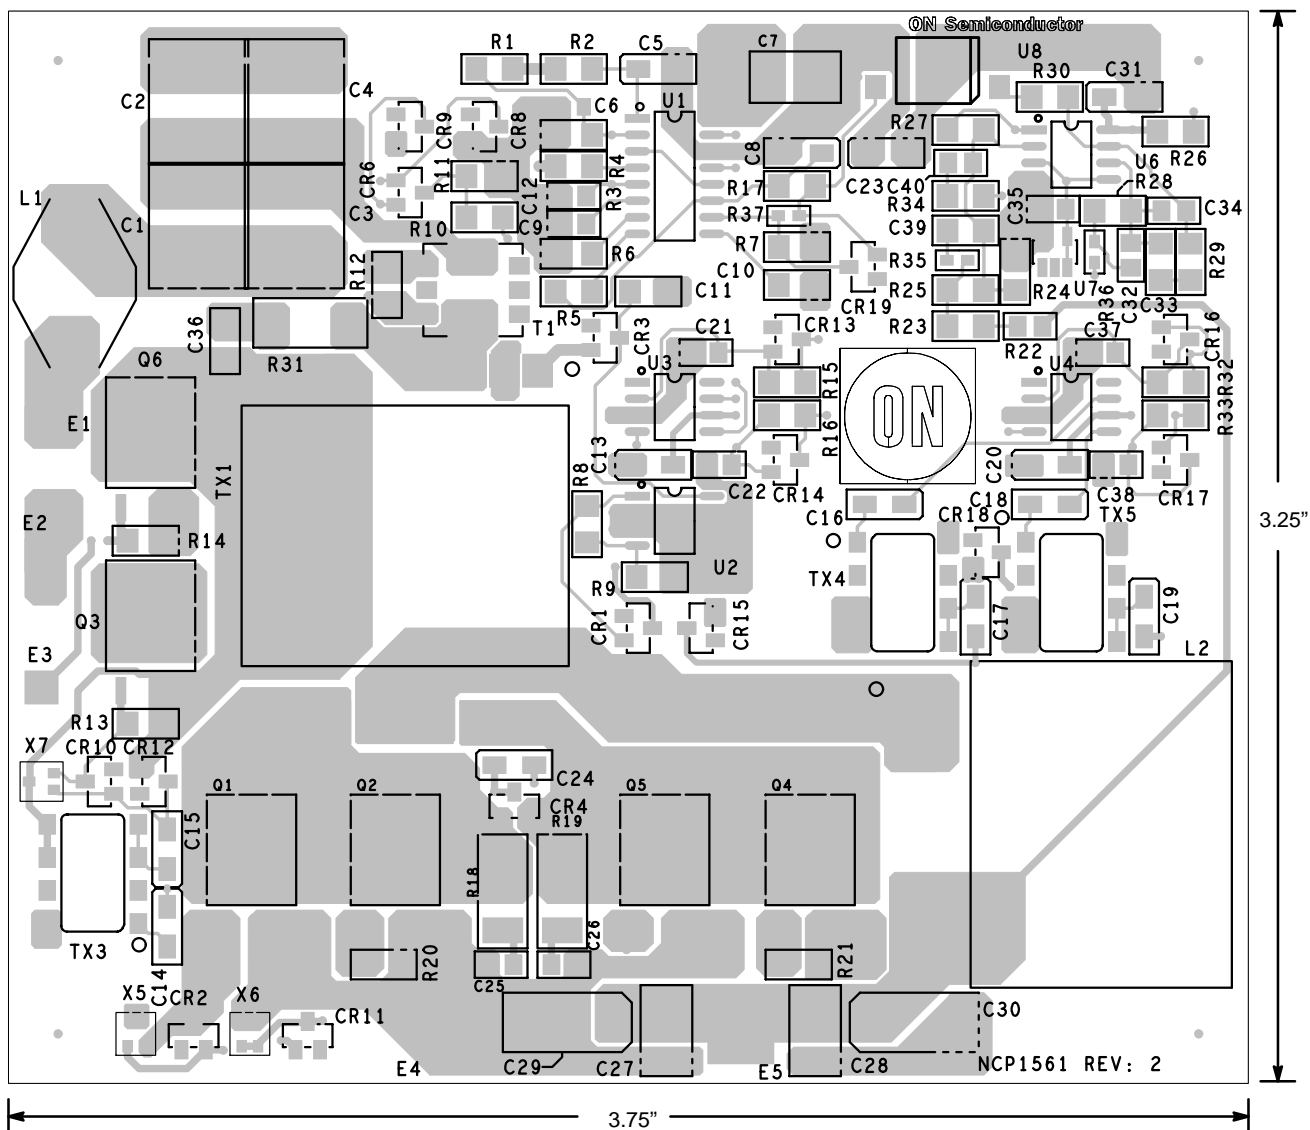 ON Semiconductor
R1 R2 C5 C7 U8
C2 C4 C6 U1 R30 C31
CR9 CR8 R27 R26
CR6 R11 C12 R4 C8 U6
C3 R3 R17 C23 C40 R28
L1 C1 R10 C9 R37 R34 C35 C34
R12 R6 R7 C39
C10 R35 R29
C11 CR19 R25 R24 U7 R36 C32 C33
C36 R31 T1 R5 CR3 C21 CR13 R23 R22 C37 CR16
Q6 U3 R15 U4 R32
E1 ON R33
TX1 C13 R16 C20
R8 C22 CR14 C38 CR17
E2 C16 C18 TX5
R14 CR18
U2 TX4
R9
Q3 CR1 CR15 C17 C19
E3 L2
R13
X7 CR10 CR12
Q1 Q2 C24 Q5 Q4
CR4
C15 R19
R18
TX3 R20 C26 R21
C14 C25
X5 CR2 X6
CR11 C30
E4 C29 C27 E5 C28 NCP1561 REV: 2
3.25”
3.75”